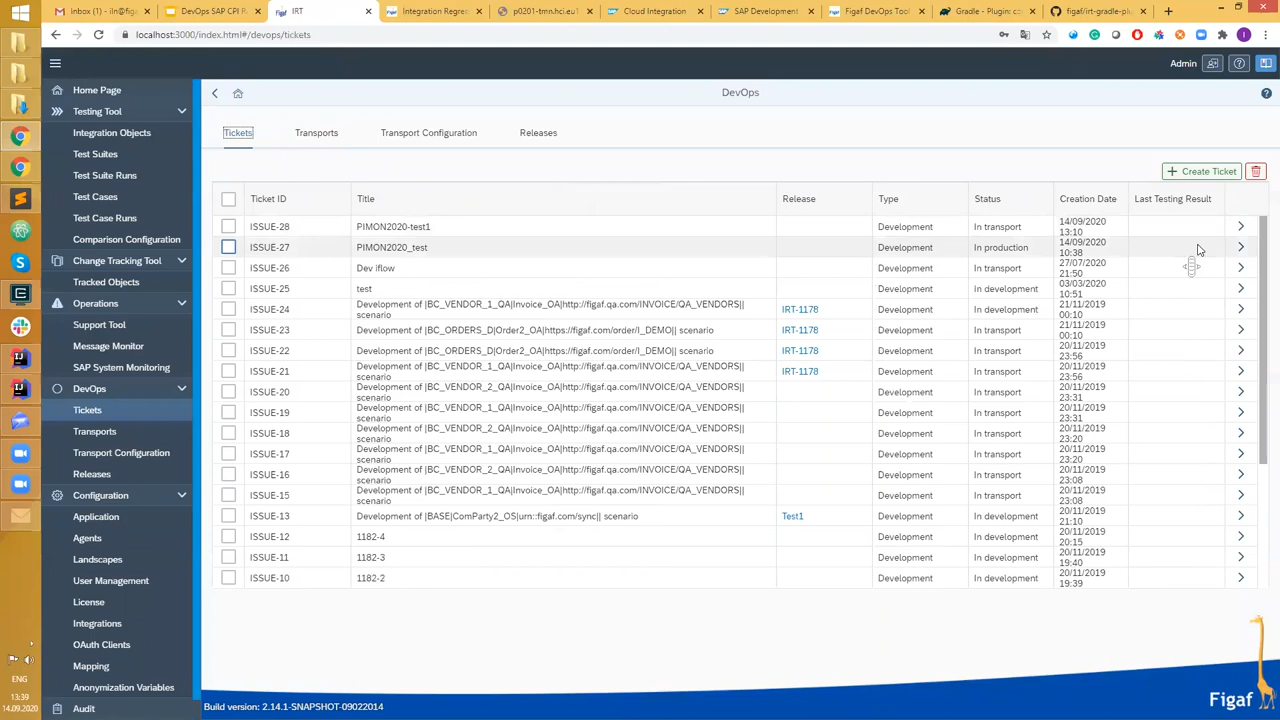 Inbox (1) - iln@figa
DevOps SAP CPI R
IRT
Integration Regre
p0201-tmn.hci.eu1
Cloud Integration
SAP Development
Figaf DevOps Tool
Gradle - Plugin: co
figaf/irt-gradle-plu
localhost:3000/index.html#/devops/tickets
Admin
Home Page
Testing Tool
Integration Objects
Test Suites
Test Suite Runs
Test Cases
Test Case Runs
Comparison Configuration
Change Tracking Tool
Tracked Objects
Operations
Support Tool
Message Monitor
SAP System Monitoring
DevOps
Tickets
Transports
Transport Configuration
Releases
Configuration
Application
Agents
Landscapes
User Management
License
Integrations
OAuth Clients
Mapping
Anonymization Variables
Audit
DevOps
Tickets Transports Transport Configuration Releases
+ Create Ticket
Ticket ID Title Release Type Status Creation Date Last Testing Result
ISSUE-28 PIMON2020-test1 Development In transport 14/09/2020
13:10
ISSUE-27 PIMON2020_test Development In production 14/09/2020
10:38
ISSUE-26 Dev iflow Development In transport 27/07/2020
21:50
ISSUE-25 test Development In development 03/03/2020
10:51
ISSUE-24 Development of |BC_VENDOR_1_QA|Invoice_OA|http://figaf.qa.com/INVOICE/QA_VENDORS|| IRT-1178 Development In development 21/11/2019
scenario 00:10
ISSUE-23 Development of |BC_ORDERS_D|Order2_OA|https://figaf.com/order/I_DEMO|| scenario IRT-1178 Development In transport 21/11/2019
00:10
ISSUE-22 Development of |BC_ORDERS_D|Order2_OA|https://figaf.com/order/I_DEMO|| scenario IRT-1178 Development In transport 20/11/2019
23:56
ISSUE-21 Development of |BC_VENDOR_1_QA|Invoice_OA|http://figaf.qa.com/INVOICE/QA_VENDORS|| IRT-1178 Development In transport 20/11/2019
scenario 23:56
ISSUE-20 Development of |BC_VENDOR_2_QA|Invoice_OA|http://figaf.qa.com/INVOICE/QA_VENDORS|| Development In transport 20/11/2019
scenario 23:31
ISSUE-19 Development of |BC_VENDOR_1_QA|Invoice_OA|http://figaf.qa.com/INVOICE/QA_VENDORS|| Development In transport 20/11/2019
scenario 23:31
ISSUE-18 Development of |BC_VENDOR_2_QA|Invoice_OA|http://figaf.qa.com/INVOICE/QA_VENDORS|| Development In transport 20/11/2019
scenario 23:20
ISSUE-17 Development of |BC_VENDOR_1_QA|Invoice_OA|http://figaf.qa.com/INVOICE/QA_VENDORS|| Development In transport 20/11/2019
scenario 23:20
ISSUE-16 Development of |BC_VENDOR_2_QA|Invoice_OA|http://figaf.qa.com/INVOICE/QA_VENDORS|| Development In transport 20/11/2019
scenario 23:08
ISSUE-15 Development of |BC_VENDOR_1_QA|Invoice_OA|http://figaf.qa.com/INVOICE/QA_VENDORS|| Development In transport 20/11/2019
scenario 23:08
ISSUE-13 Development of |BASE|ComParty2_OS|urn::figaf.com/sync|| scenario Test1 Development In development 20/11/2019
21:10
ISSUE-12 1182-4 Development In development 20/11/2019
20:15
ISSUE-11 1182-3 Development In development 20/11/2019
19:40
ISSUE-10 1182-2 Development In development 20/11/2019
19:39
Build version: 2.14.1-SNAPSHOT-09022014
Figaf
ENG
13:39
14.09.2020